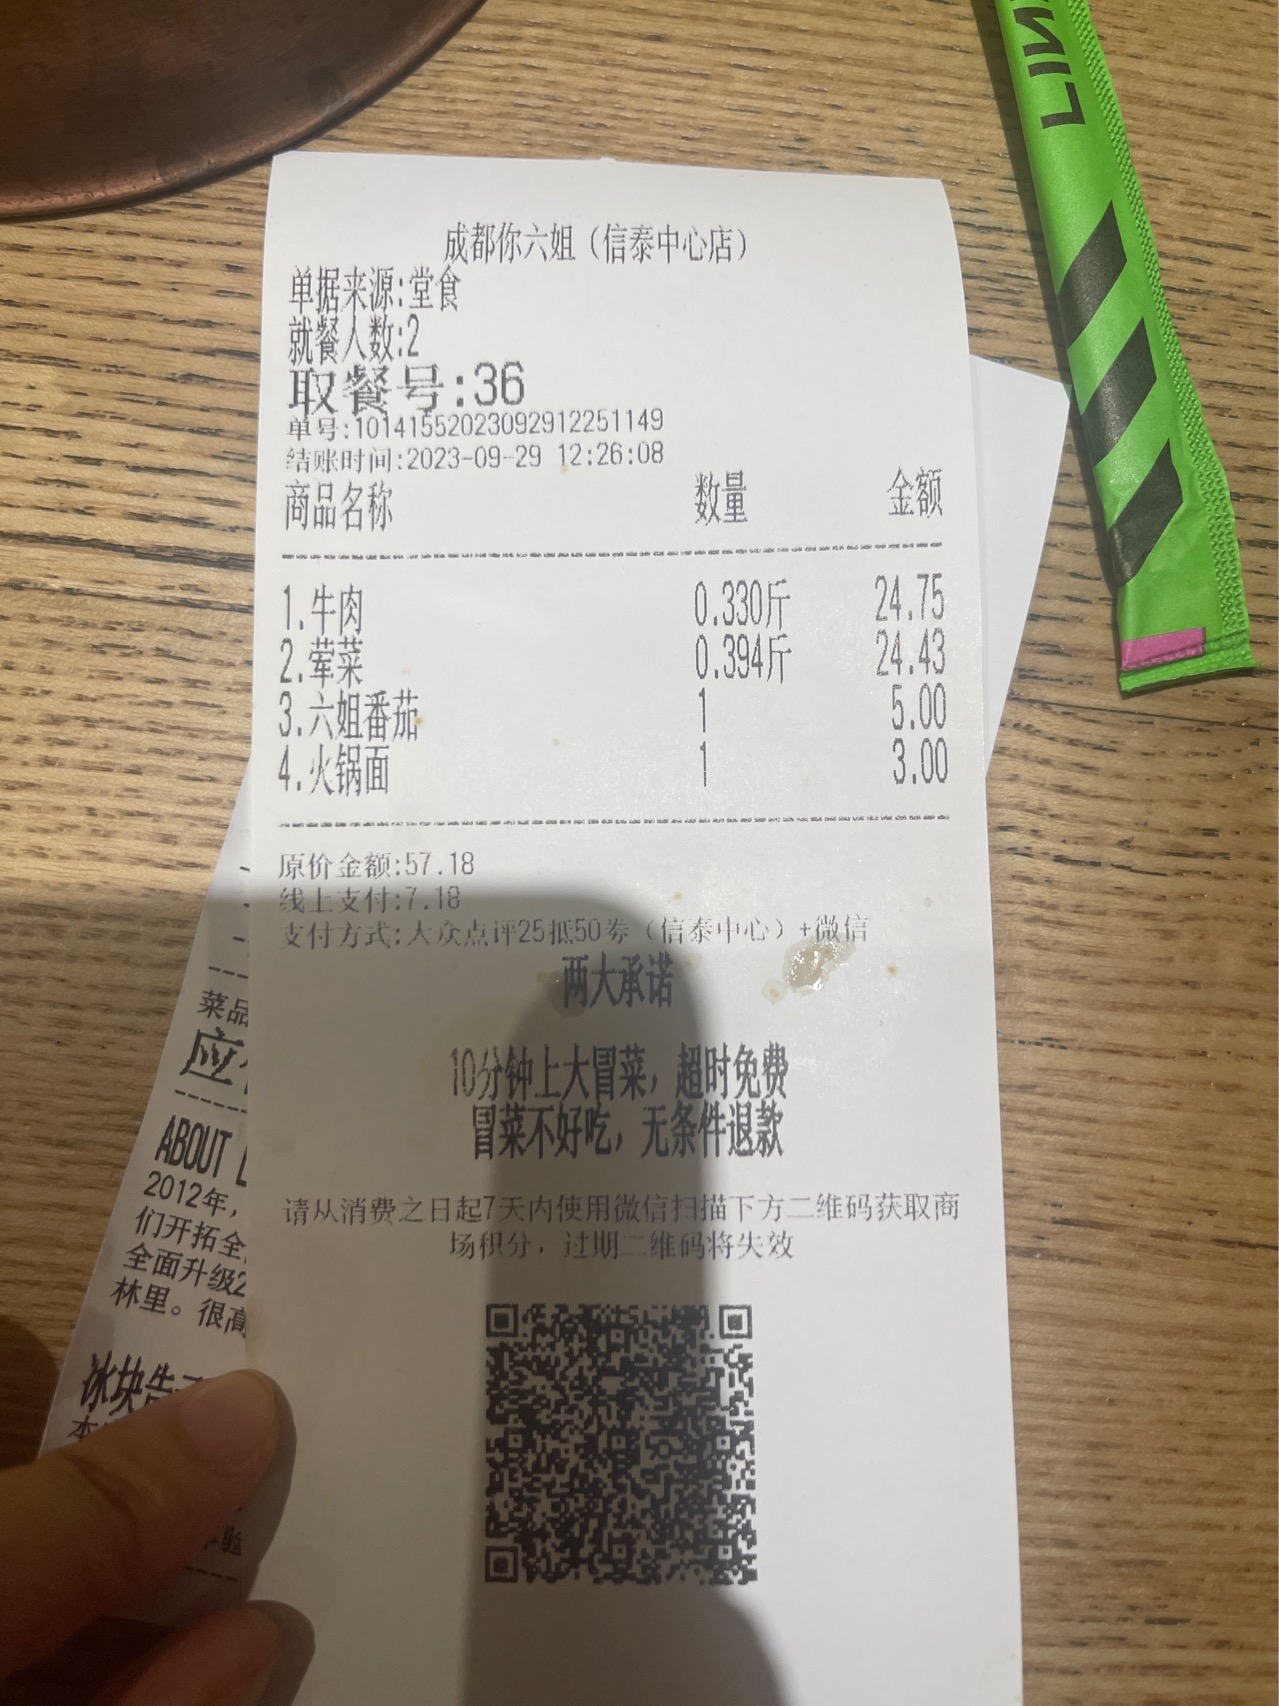 LIN
成都你六姐（信泰中心店）
单据来源:堂食
就餐人数:2
取餐号:36
单号:10141552023092912251149
结账时间:2023-09-29 12:26:08
商品名称 数量 金额
1.牛肉 0.330斤 24.75
2.荤菜 0.394斤 24.43
3.六姐番茄 1 5.00
4.火锅面 1 3.00
原价金额:57.18
线上支付:7.18
支付方式:大众点评25抵50券（信泰中心）+微信
两大承诺
10分钟上大冒菜，超时免费
冒菜不好吃，无条件退款
请从消费之日起7天内使用微信扫描下方二维码获取商
场积分，过期二维码将失效
菜品
应
ABOUT L
2012年，
们开拓全
全面升级2
林里。很高
冰块告